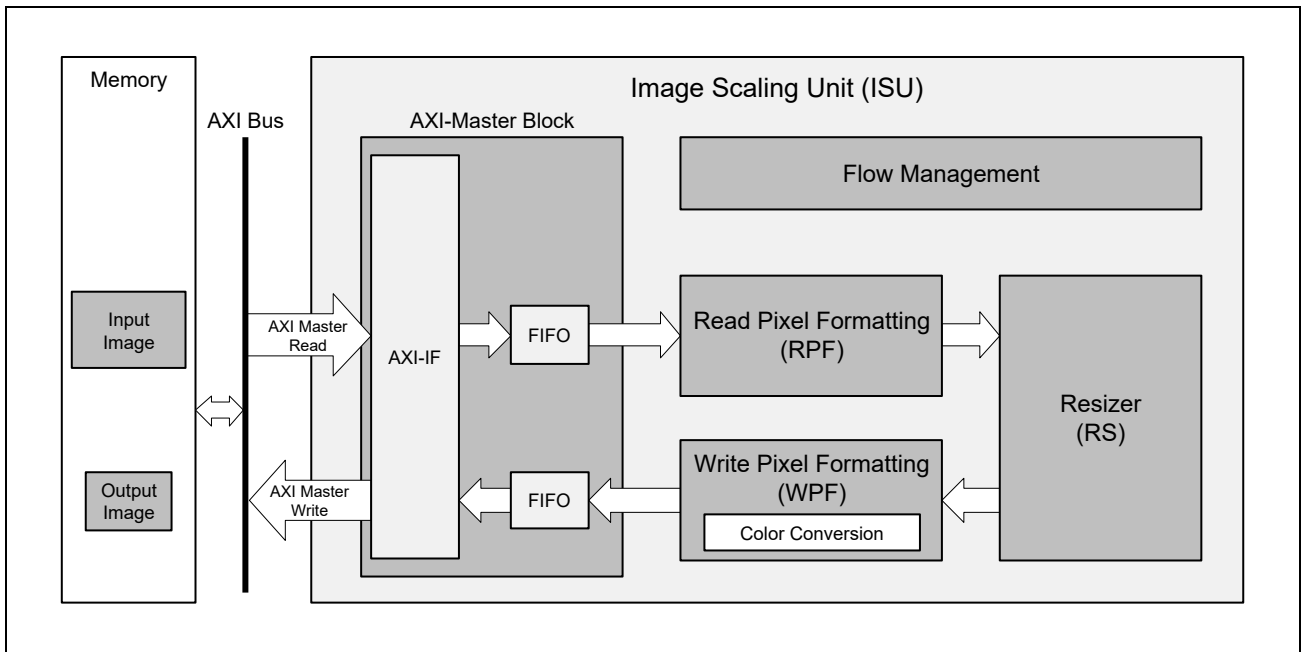 Image Scaling Unit (ISU)
Memory
AXI Bus
AXI-Master Block
Flow Management
Input
Image
AXI Master
Read
AXI-IF
FIFO
Read Pixel Formatting
(RPF)
Resizer
(RS)
Output
Image
AXI Master
Write
FIFO
Write Pixel Formatting
(WPF)
Color Conversion